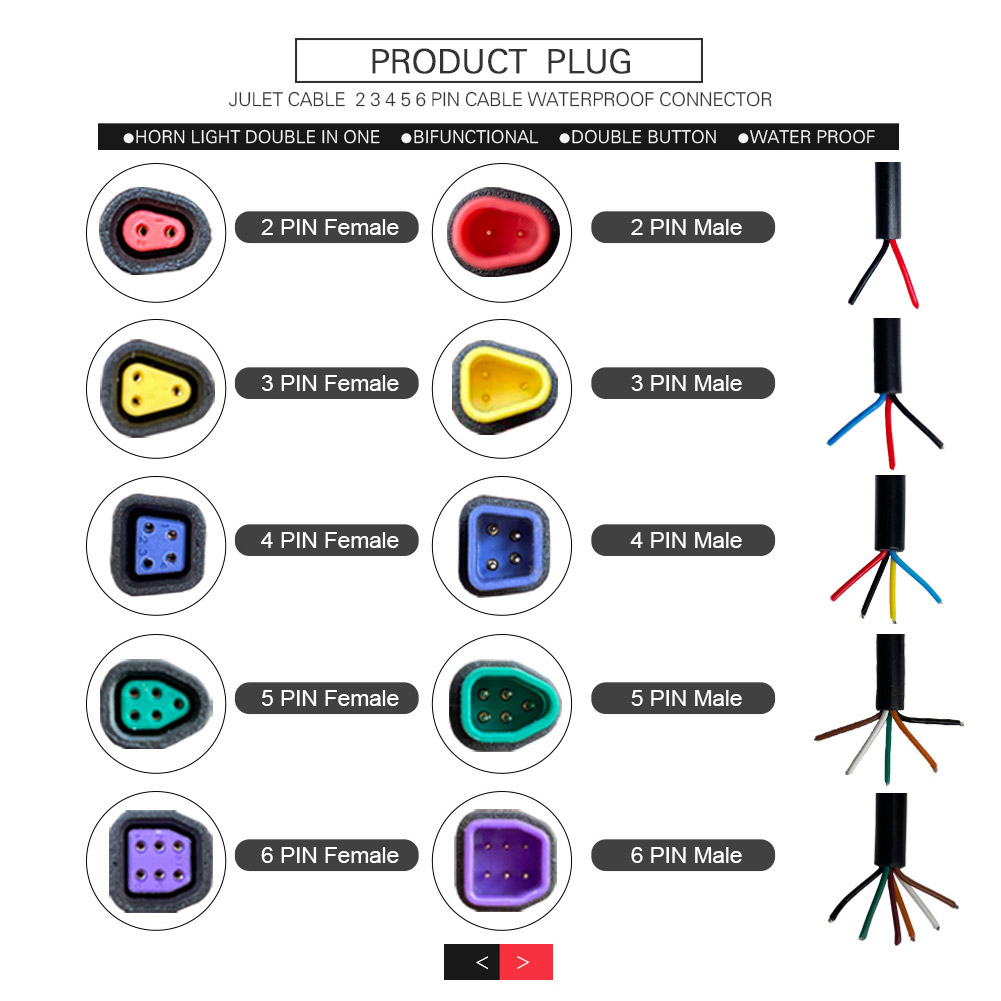 PRODUCT PLUG
JULET CABLE 2 3 4 5 6 PIN CABLE WATERPROOF CONNECTOR
●HORN LIGHT DOUBLE IN ONE ●BIFUNCTIONAL ●DOUBLE BUTTON ●WATER PROOF
2 PIN Female
2 PIN Male
3 PIN Female
3 PIN Male
4 PIN Female
4 PIN Male
5 PIN Female
5 PIN Male
6 PIN Female
6 PIN Male
< >